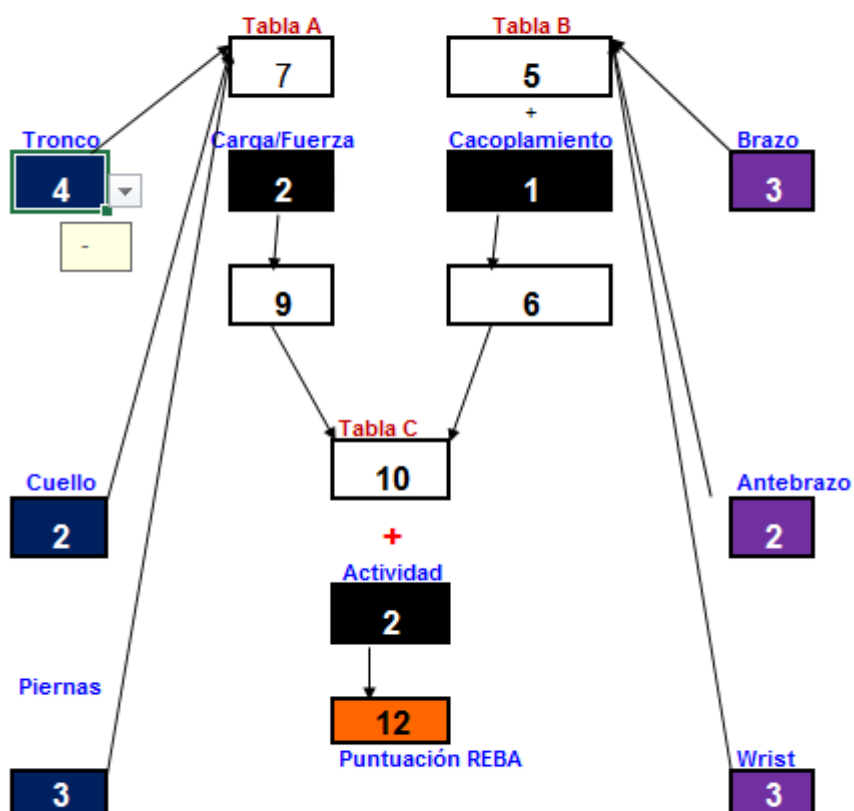 Tabla A Tabla B
7 5
+
Tronco Carga/Fuerza Cacoplamiento Brazo
4 2 1 3
-
9 6
Tabla C
10
Cuello Antebrazo
2 2
+
Actividad
2
Piernas
12
Puntuación REBA Wrist
3 3